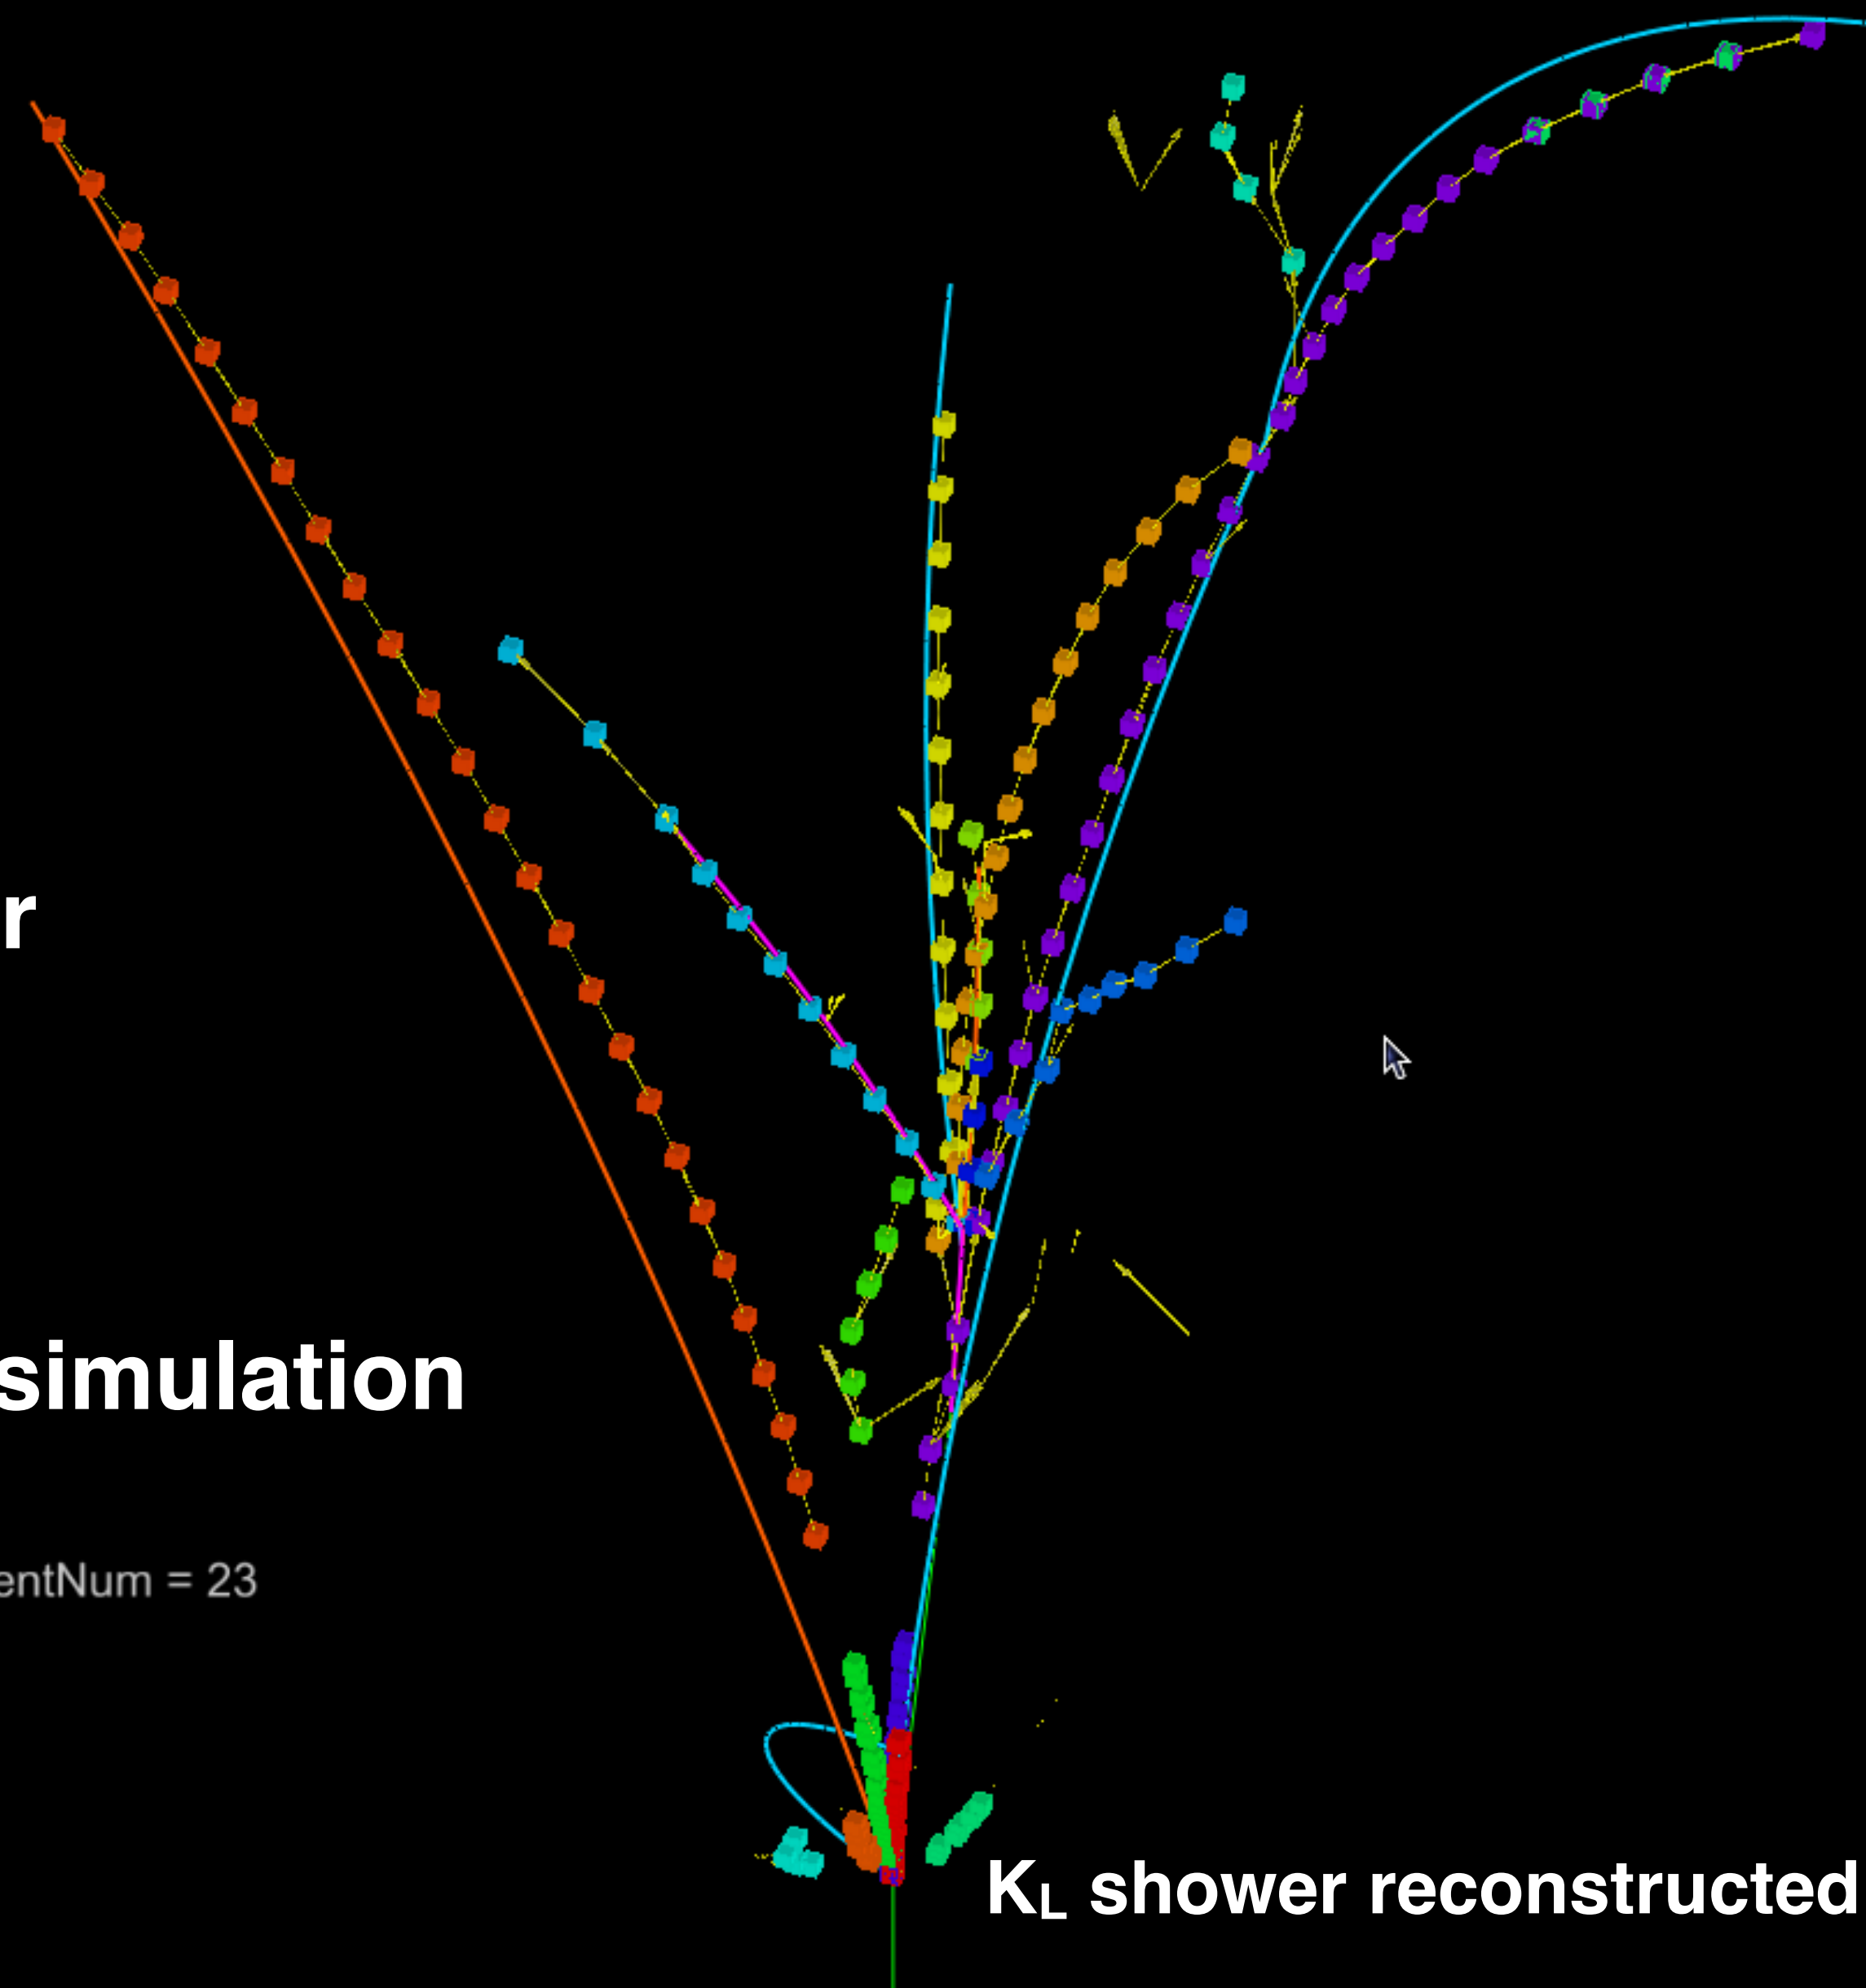 r
simulation
entNum = 23
KL shower reconstructed